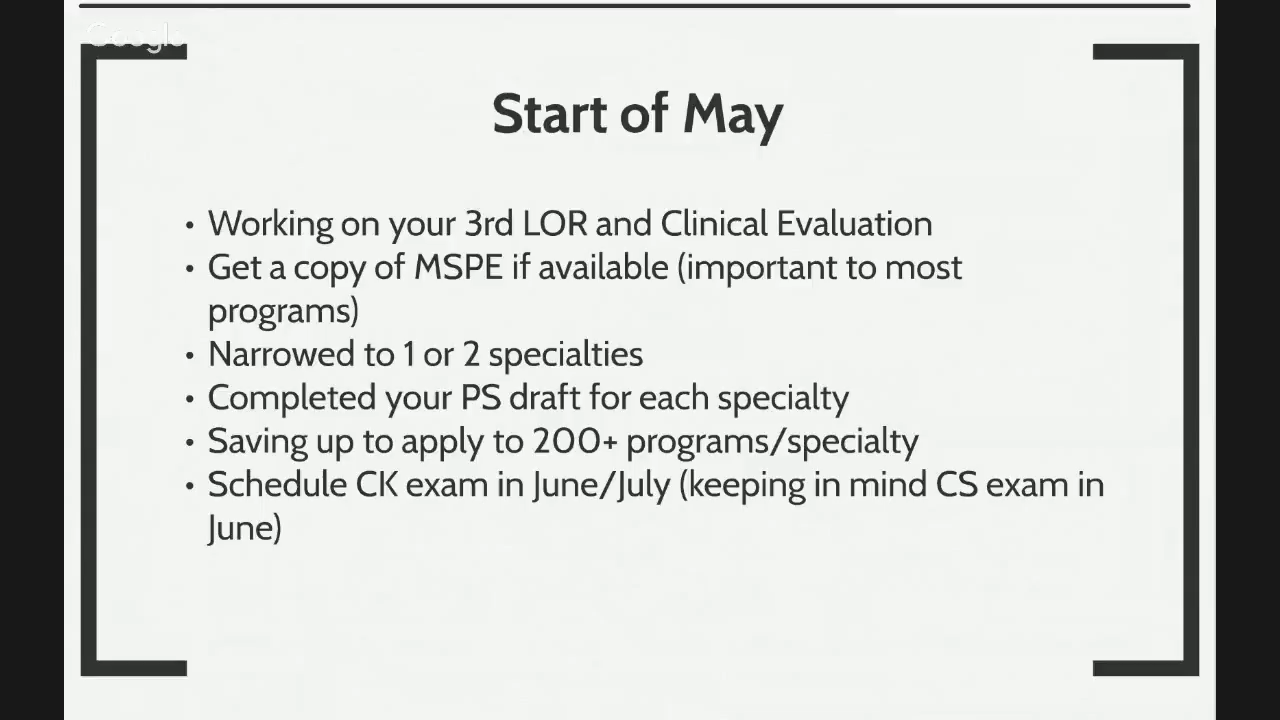 Google
Start of May
• Working on your 3rd LOR and Clinical Evaluation
• Get a copy of MSPE if available (important to most
programs)
• Narrowed to 1 or 2 specialties
• Completed your PS draft for each specialty
• Saving up to apply to 200+ programs/specialty
• Schedule CK exam in June/July (keeping in mind CS exam in
June)